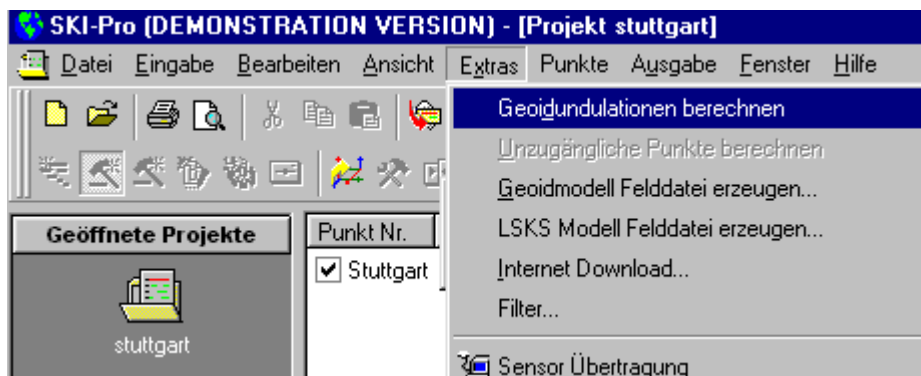 SKI-Pro (DEMONSTRATION VERSION) - [Projekt stuttgart]
Datei Eingabe Bearbeiten Ansicht Extras Punkte Ausgabe Fenster Hilfe
Geoidundulationen berechnen
Unzugängliche Punkte berechnen
Geoidmodell Felddatei erzeugen...
LSKS Modell Felddatei erzeugen...
Internet Download...
Filter...
Sensor Übertragung
Geöffnete Projekte
stuttgart
Punkt Nr.
Stuttgart